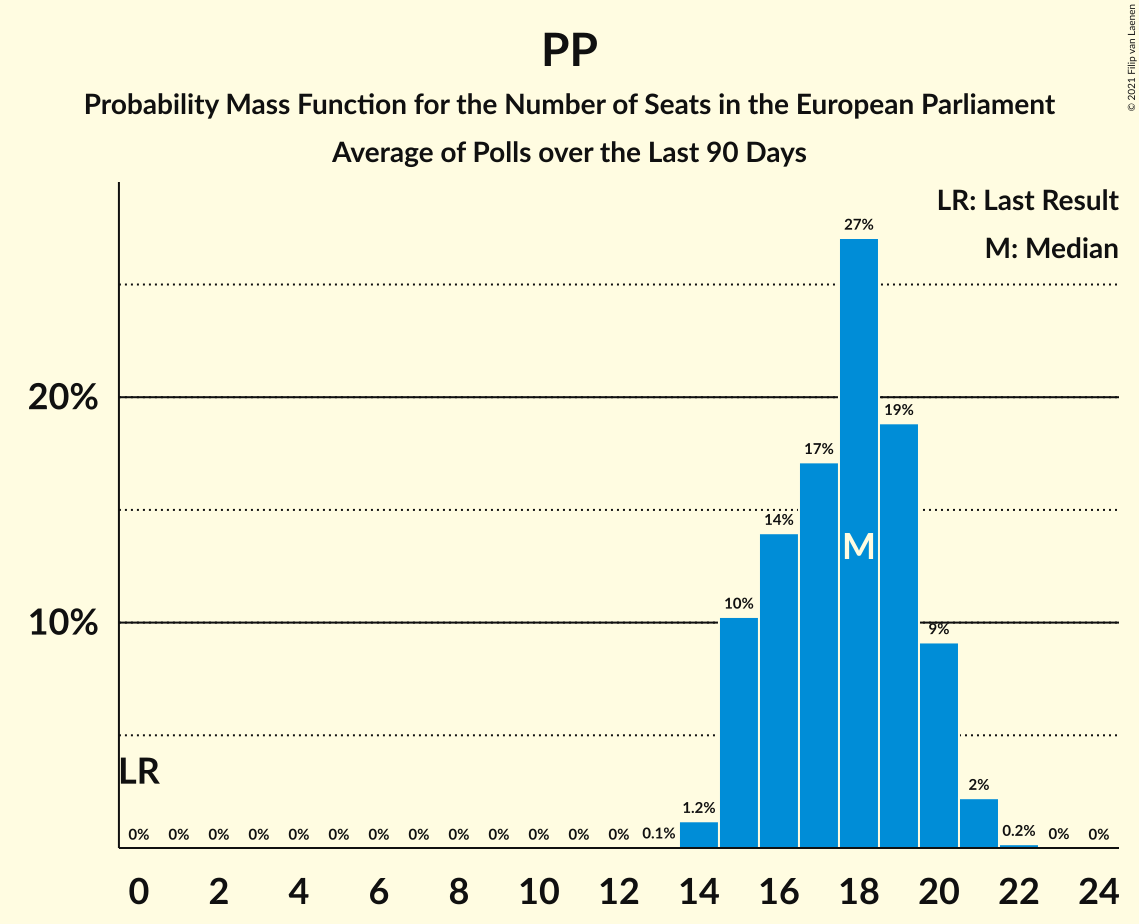 PP
Probability Mass Function for the Number of Seats in the European Parliament
Average of Polls over the Last 90 Days
© 2021 Filip van Laenen
LR: Last Result
M: Median
27%
20%
19%
17%
14%
M
10%
10%
9%
LR
2%
1.2%
0% 0% 0% 0% 0% 0% 0% 0% 0% 0% 0% 0% 0% 0.1% 0.2% 0% 0%
0 2 4 6 8 10 12 14 16 18 20 22 24